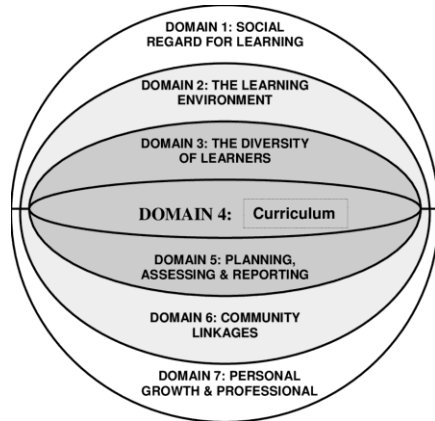 DOMAIN 1: SOCIAL
REGARD FOR LEARNING
DOMAIN 2: THE LEARNING
ENVIRONMENT
DOMAIN 3: THE DIVERSITY
OF LEARNERS
DOMAIN 4: Curriculum
DOMAIN 5: PLANNING,
ASSESSING & REPORTING
DOMAIN 6: COMMUNITY
LINKAGES
DOMAIN 7: PERSONAL
GROWTH & PROFESSIONAL